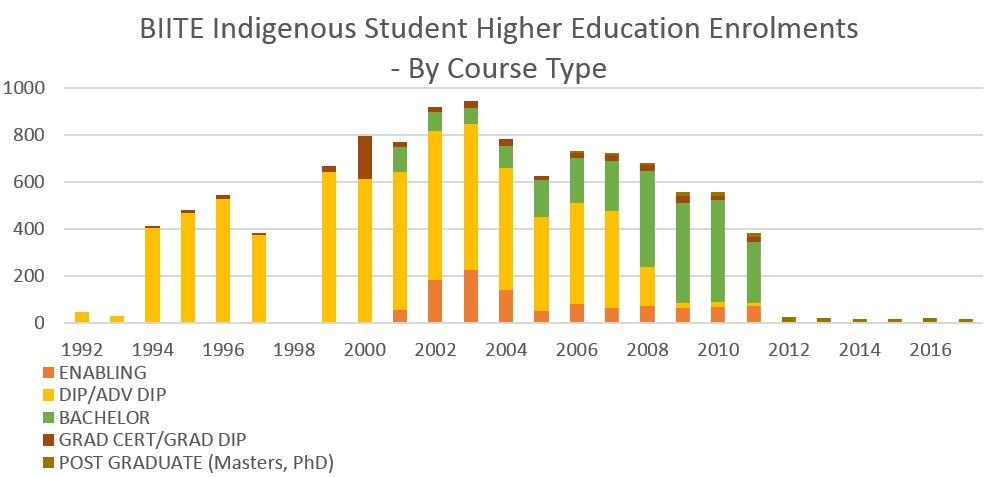 BIITE Indigenous Student Higher Education Enrolments
- By Course Type
1000
800
600
400
200
0
1992 1994 1996 1998 2000 2002 2004 2006 2008 2010 2012 2014 2016
ENABLING
DIP/ADV DIP
BACHELOR
GRAD CERT/GRAD DIP
POST GRADUATE (Masters, PhD)